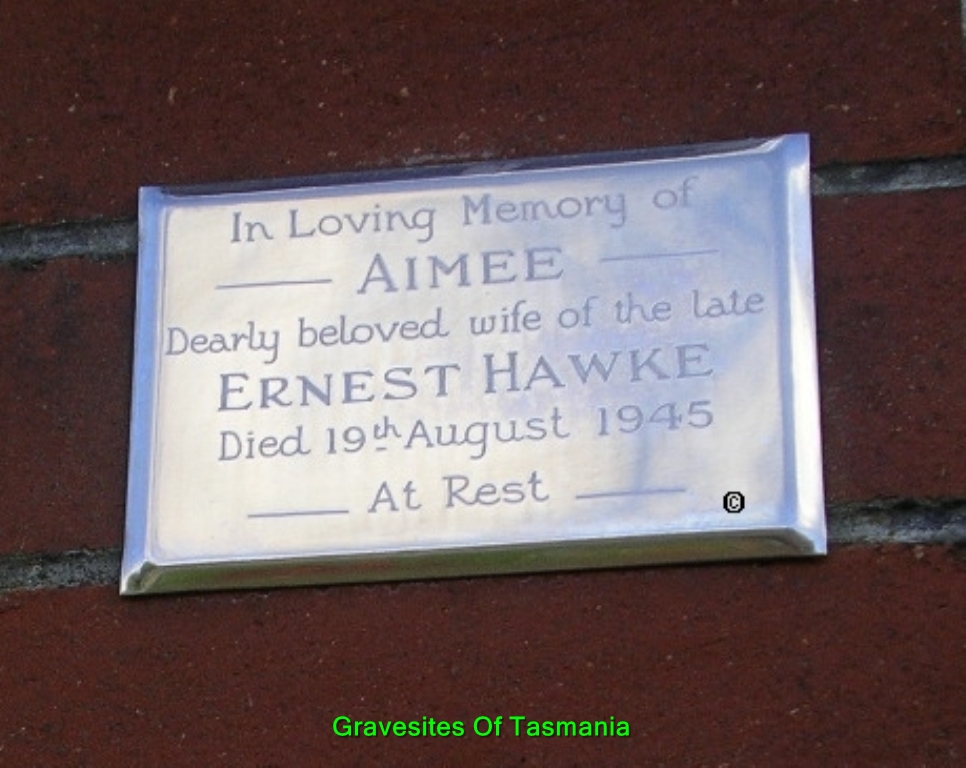 In Loving Memory of
AIMEE
Dearly beloved wife of the late
ERNEST HAWKE
Died 19th August 1945
At Rest
©
Gravesites Of Tasmania